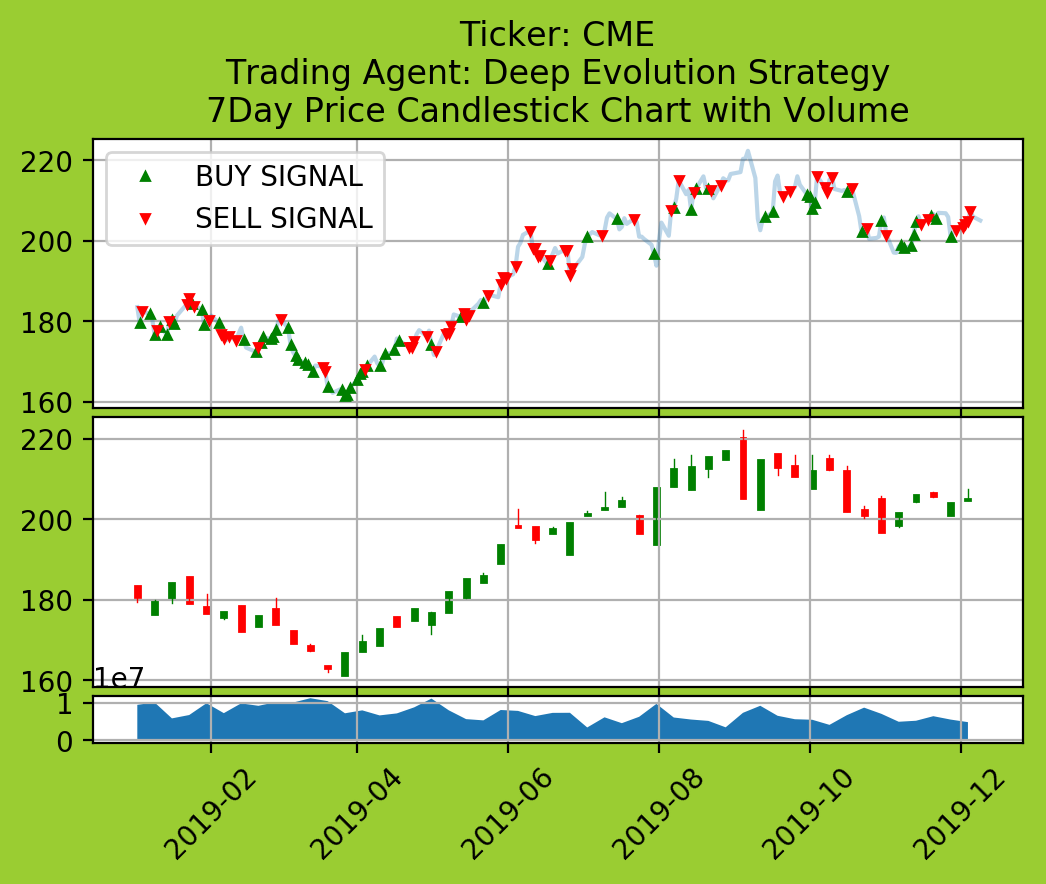 Ticker: CME
Trading Agent: Deep Evolution Strategy
7Day Price Candlestick Chart with Volume
220
200
180
160
BUY SIGNAL
SELL SIGNAL
220
200
180
160
1e7
1
0
2019-02
2019-04
2019-06
2019-08
2019-10
2019-12